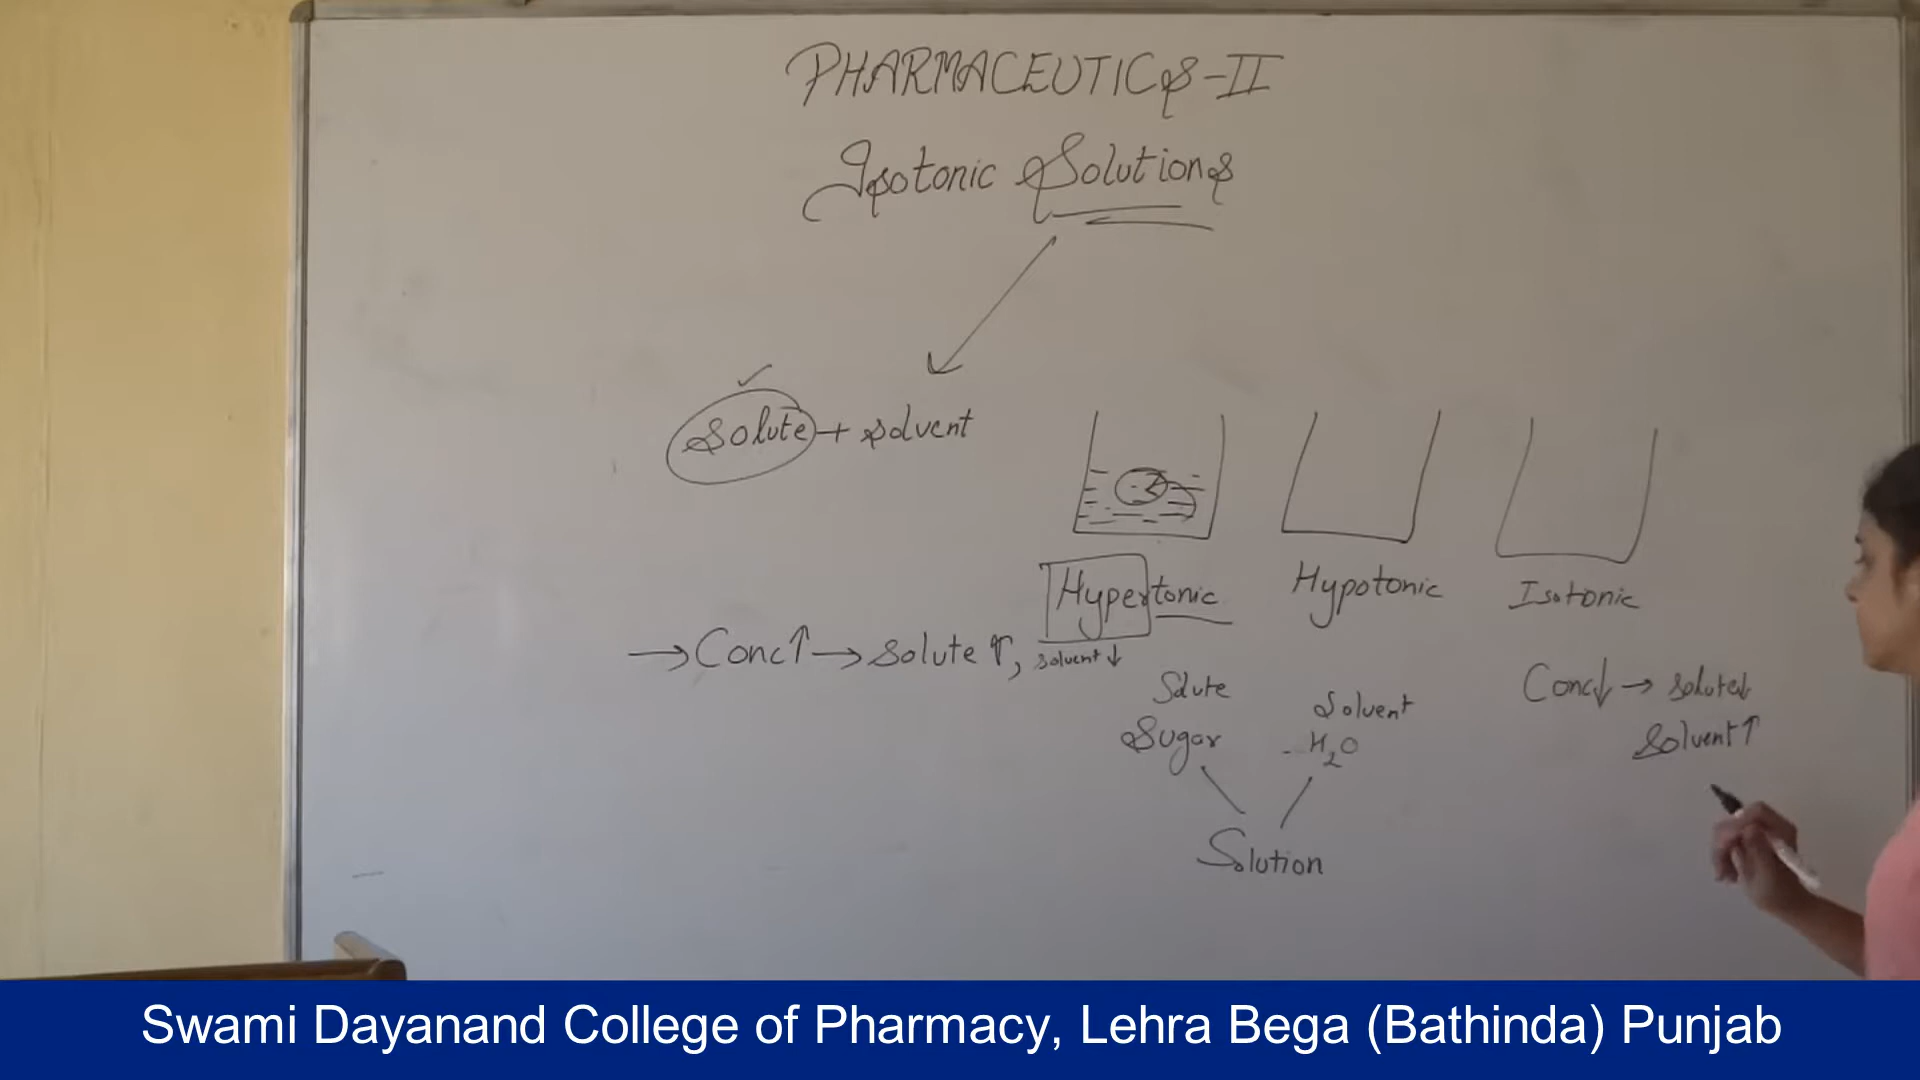 PHARMACEUTICS-II
Isotonic Solutions
Solute + Solvent
Hypertonic
Hypotonic
Isotonic
→ Conc↑ → Solute ↑, Solvent ↓
Solute
Sugar
Solvent
H₂O
Solution
Conc↓ → Solute↓
Solvent↑
Swami Dayanand College of Pharmacy, Lehra Bega (Bathinda) Punjab